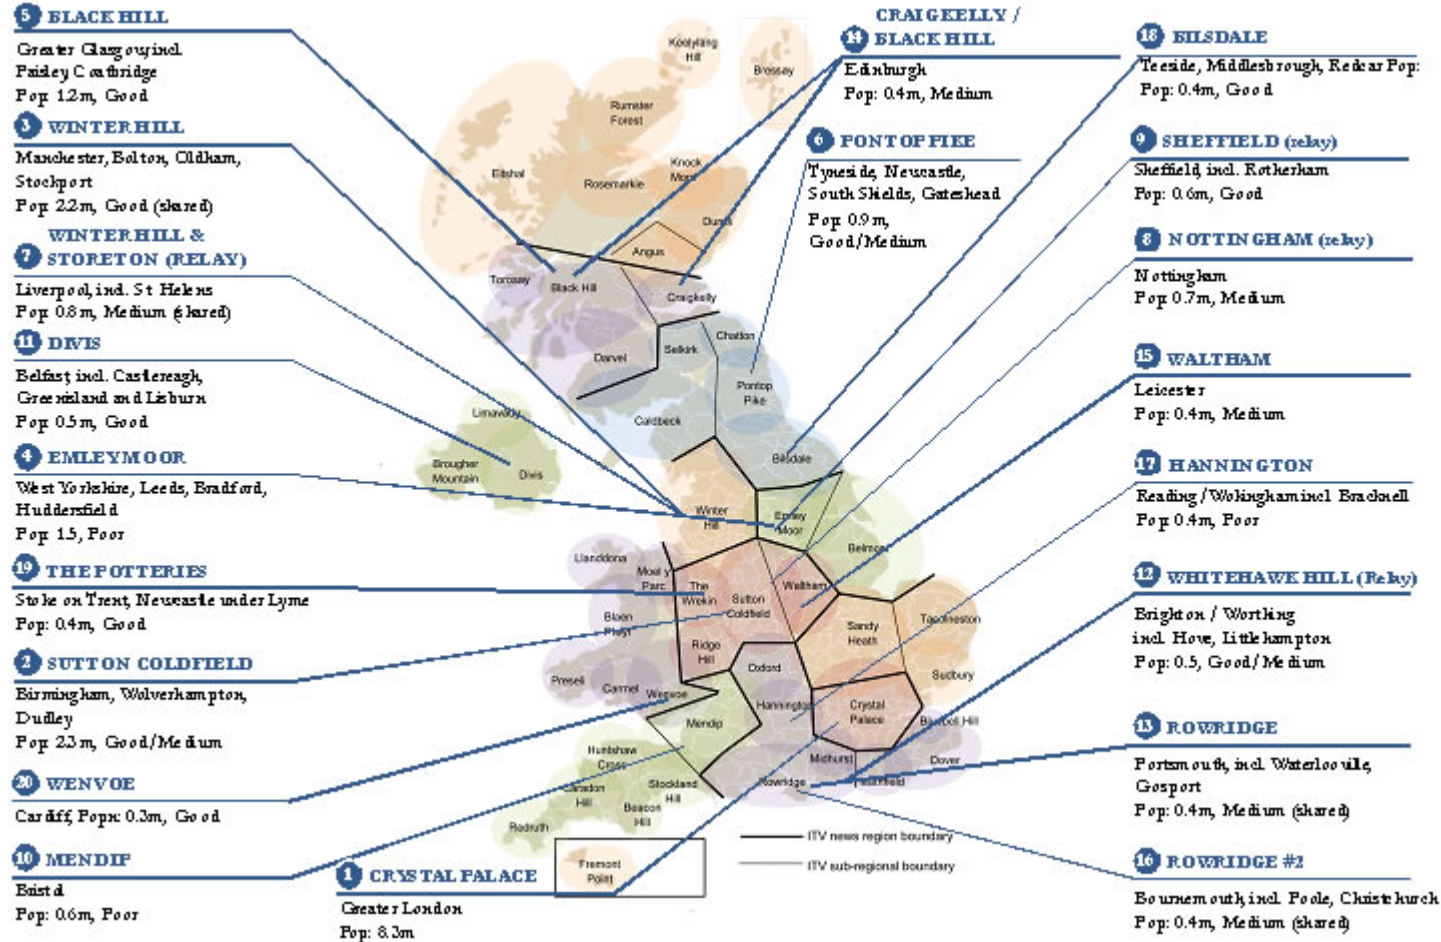 5 BLACK HILL
Greater Glasgow, incl.
Paisley Coatbridge
Pop: 1.2m, Good
3 WINTER HILL
Manchester, Bolton, Oldham,
Stockport
Pop: 2.2m, Good (shared)
WINTER HILL &
7 STORETON (RELAY)
Liverpool, incl. St Helens
Pop: 0.8m, Medium (shared)
11 DIVIS
Belfast, incl. Castlereagh,
Greenisland and Lisburn
Pop: 0.5m, Good
4 EMLEY MOOR
West Yorkshire, Leeds, Bradford,
Huddersfield
Pop: 1.5, Poor
19 THE POTTERIES
Stoke on Trent, Newcastle under Lyme
Pop: 0.4m, Good
2 SUTTON COLDFIELD
Birmingham, Wolverhampton,
Dudley
Pop: 2.3m, Good/Medium
20 WENVOE
Cardiff, Popn: 0.3m, Good
10 MENDIP
Bristol
Pop: 0.6m, Poor
1 CRYSTAL PALACE
Greater London
Pop: 8.3m
CRAIGKELLY /
14 BLACK HILL
Edinburgh
Pop: 0.4m, Medium
6 PONTOP PIKE
Tyneside, Newcastle,
South Shields, Gateshead
Pop: 0.9m,
Good/Medium
18 BILSDALE
Teeside, Middlesbrough, Redcar Pop:
Pop: 0.4m, Good
9 SHEFFIELD (relay)
Sheffield, incl. Rotherham
Pop: 0.6m, Good
8 NOTTINGHAM (relay)
Nottingham
Pop 0.7m, Medium
15 WALTHAM
Leicester
Pop: 0.4m, Medium
17 HANNINGTON
Reading/Wokingham incl Bracknell
Pop: 0.4m, Poor
12 WHITEHAWK HILL (Relay)
Brighton / Worthing
incl. Hove, Littlehampton
Pop: 0.5, Good/Medium
13 ROWRIDGE
Portsmouth, incl. Waterlooville,
Gosport
Pop: 0.4m, Medium (shared)
16 ROWRIDGE #2
Bournemouth, incl. Poole, Christchurch
Pop: 0.4m, Medium (shared)
Keelylang
Hill
Bressay
Rumster
Forest
Eitshal
Knock
More
Rosemarkie
Durris
Angus
Torosay
Black Hill
Craigkelly
Darvel
Selkirk
Chatton
Pontop
Pike
Caldbeck
Limavady
Brougher
Mountain
Divis
Bilsdale
Winter
Hill
Emley
Moor
Belmont
Llanddona
Moel y
Parc
The
Wrekin
Sutton
Coldfield
Waltham
Blaen
Plwyf
Ridge
Hill
Sandy
Heath
Tacolneston
Oxford
Sudbury
Preseli
Carmel
Wenvoe
Mendip
Hannington
Crystal
Palace
Bluebell Hill
Huntshaw
Cross
Midhurst
Dover
Stockland
Hill
Rowridge
Heathfield
Caradon
Hill
Beacon
Hill
Redruth
Fremont
Point
ITV news region boundary
ITV sub-regional boundary